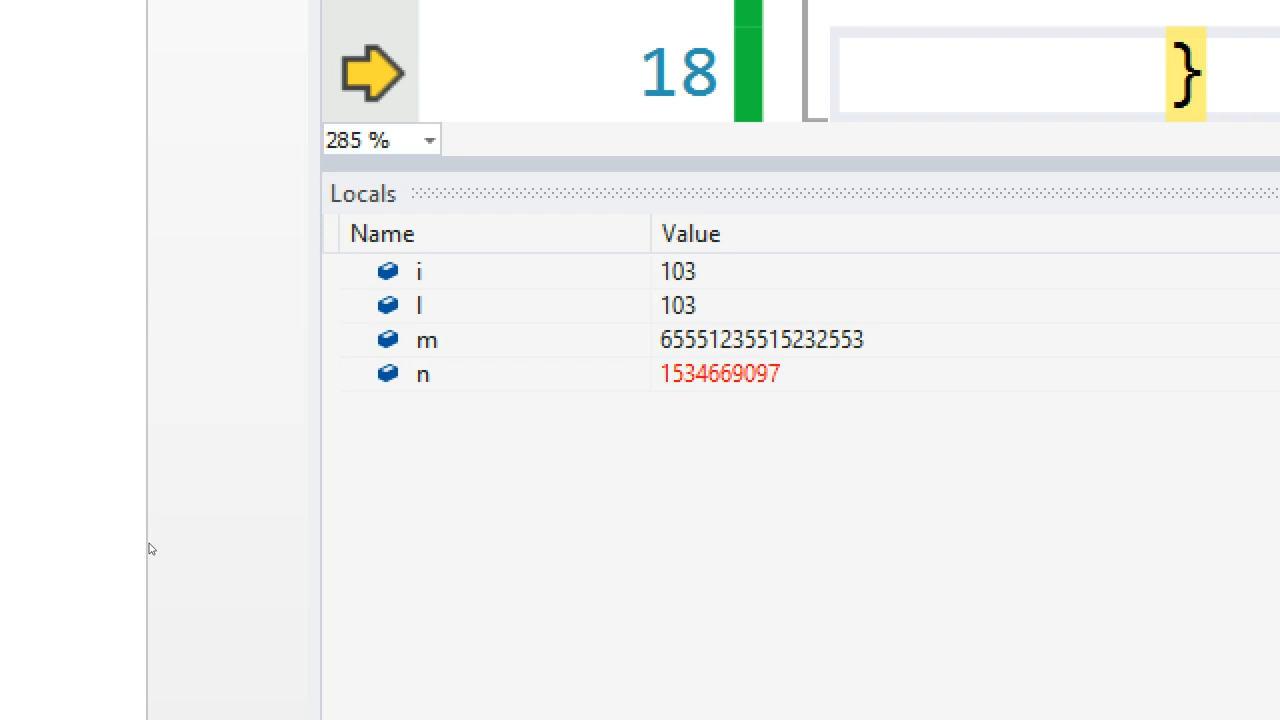 18 }
285 %
Locals
Name Value
i 103
l 103
m 65551235515232553
n 1534669097